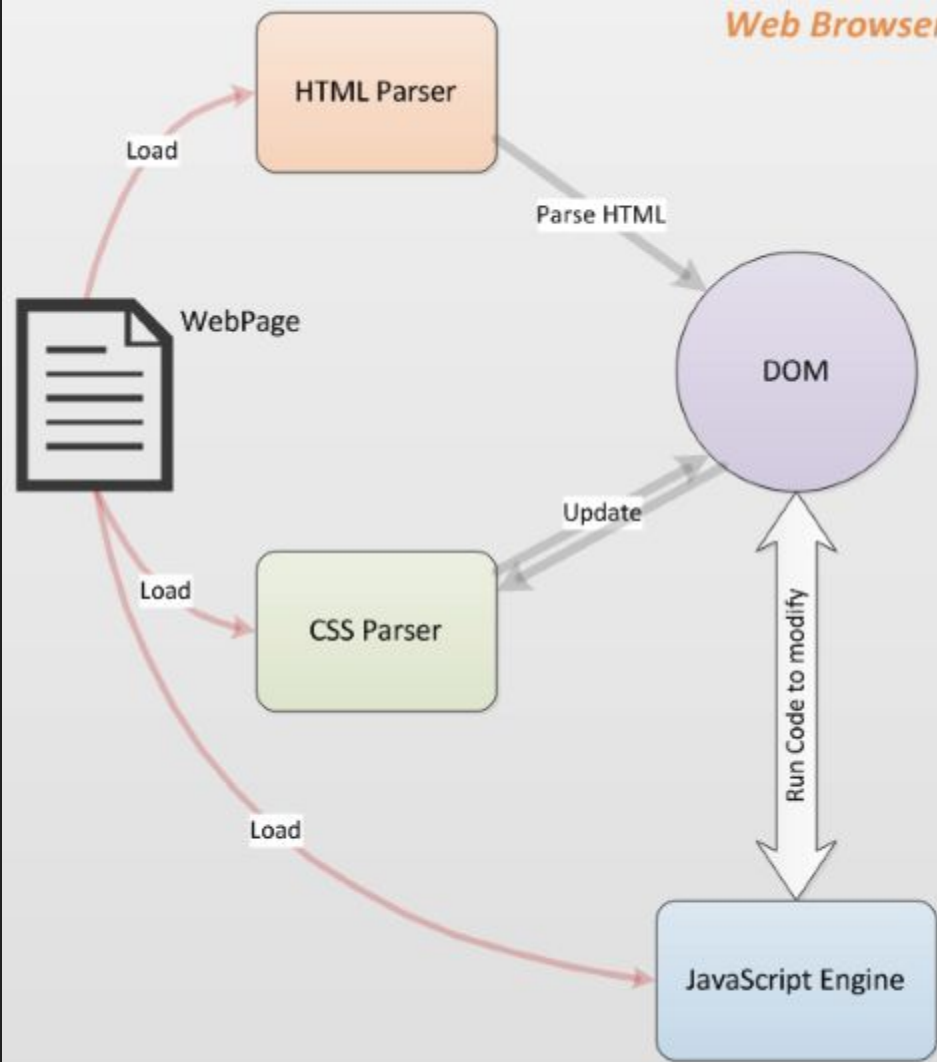 Web Browser
HTML Parser
Load
Parse HTML
WebPage
DOM
Update
Load
CSS Parser
Run Code to modify
Load
JavaScript Engine